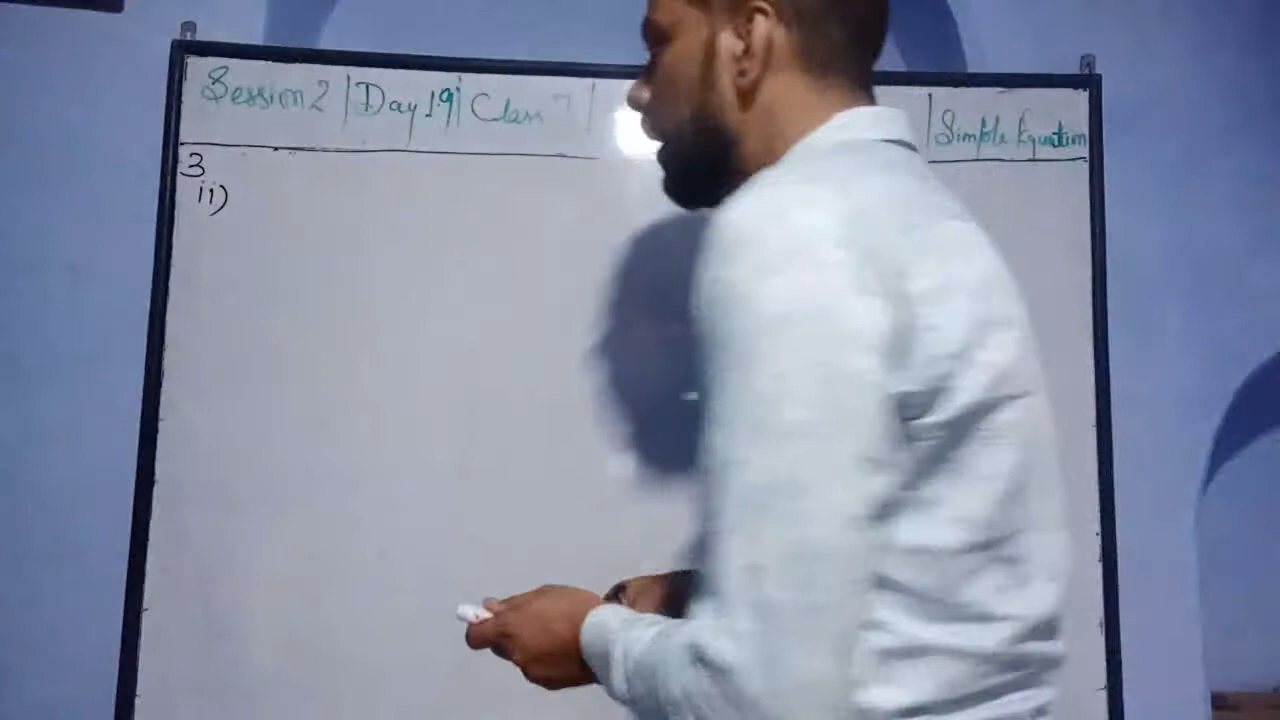 Session 2 | Day 19 | Class 7 | | Simple Equation
3
ii)